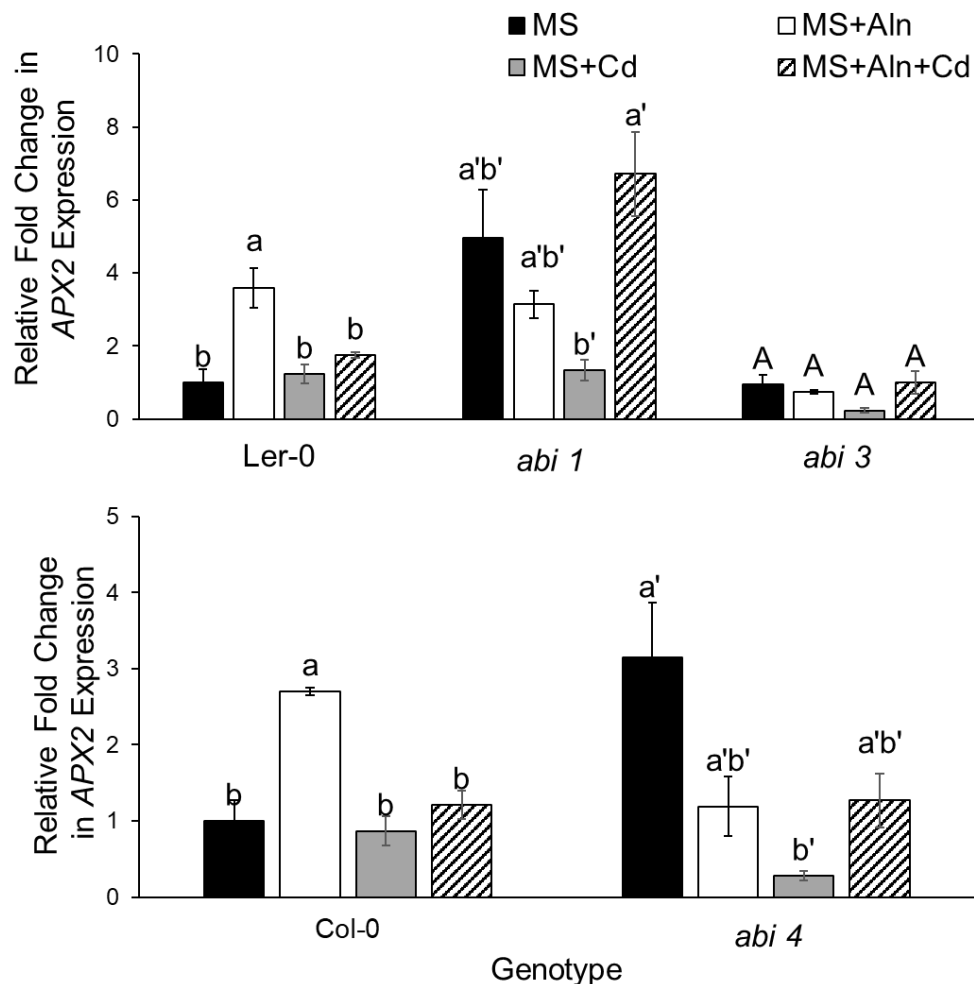 MS MS+Aln
MS+Cd MS+Aln+Cd
Relative Fold Change in
APX2 Expression
10
8
6
4
2
0
b a b b
a'b' a'b' b' a'
A A A A
Ler-0 abi 1 abi 3
Relative Fold Change
in APX2 Expression
5
4
3
2
1
0
b a b b
a' a'b' b' a'b'
Col-0 abi 4
Genotype